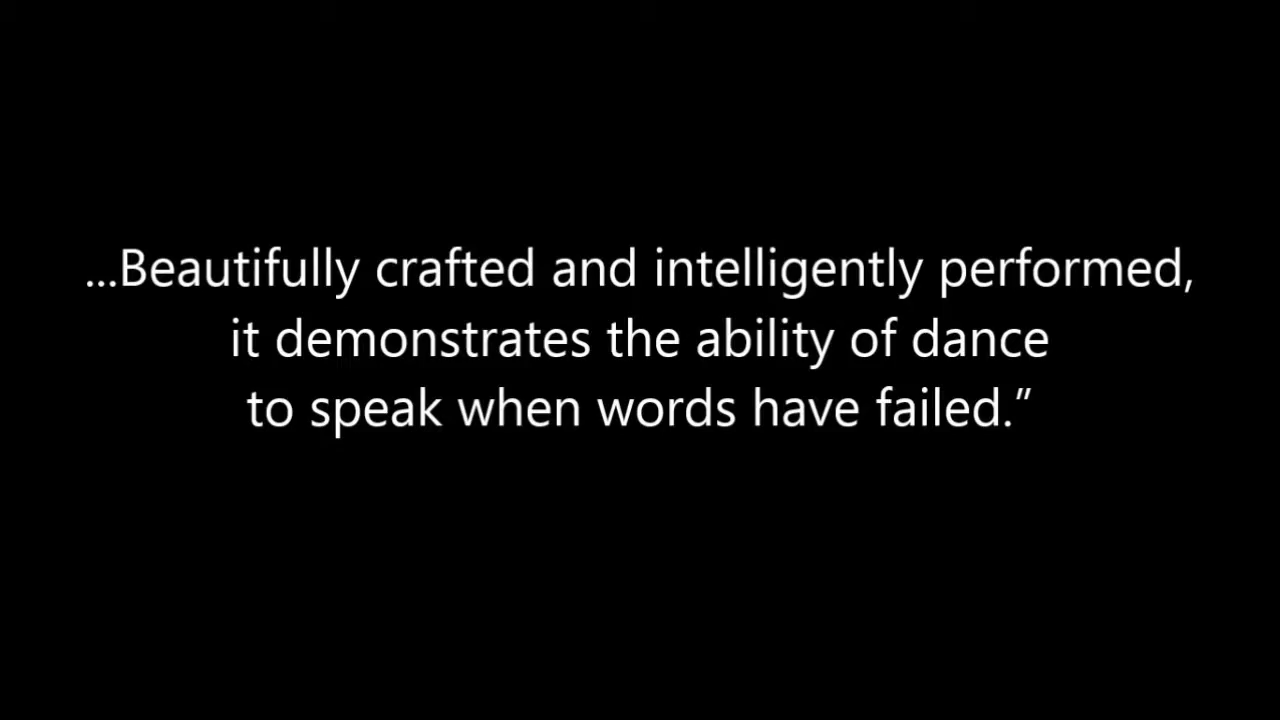 ...Beautifully crafted and intelligently performed,
it demonstrates the ability of dance
to speak when words have failed.”